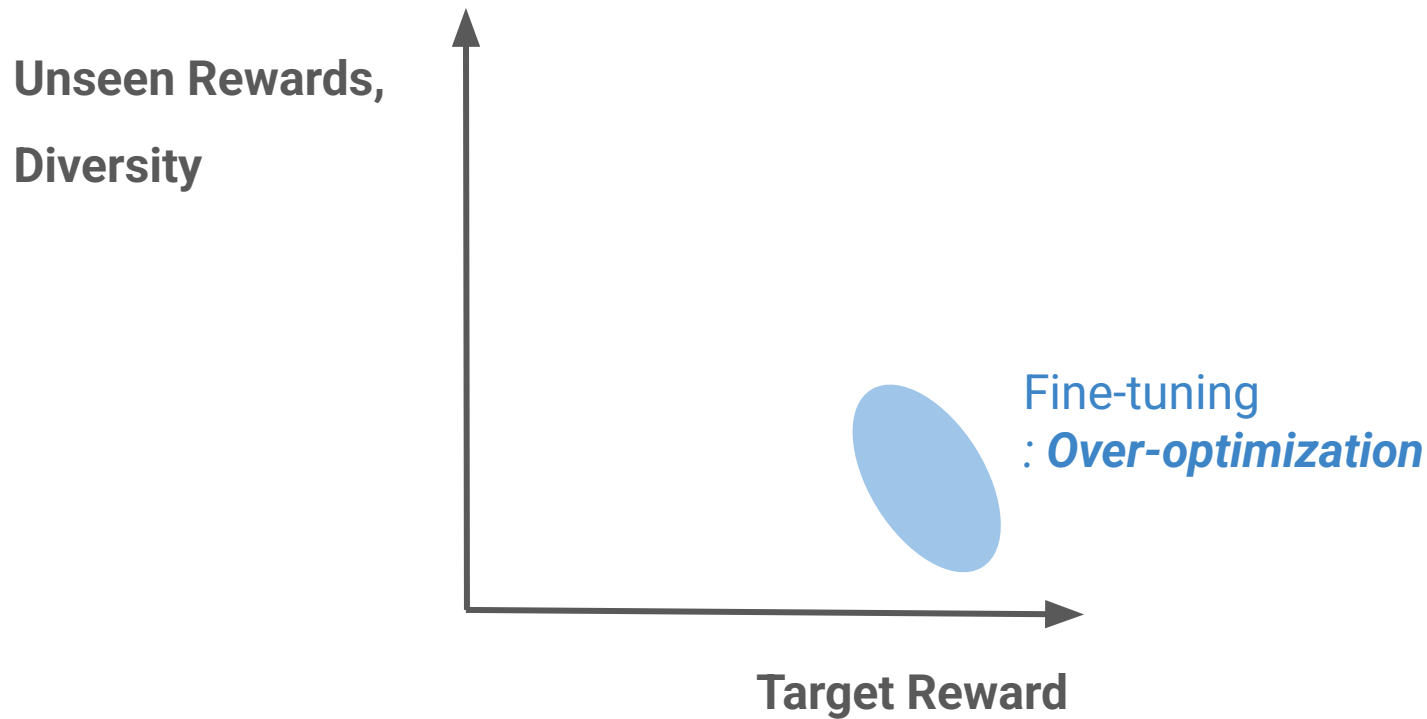 Unseen Rewards,
Diversity
Fine-tuning
: Over-optimization
Target Reward